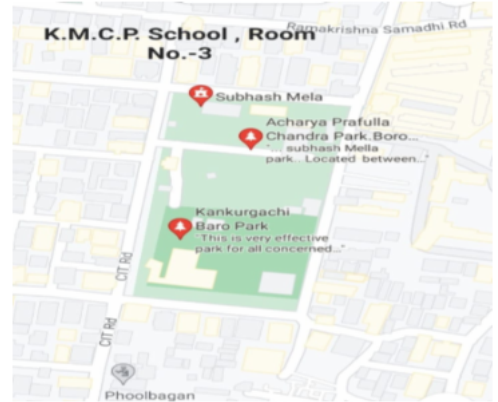 K.M.C.P. School , Room
No.-3
Ramakrishna Samadhi Rd
Subhash Mela
Acharya Prafulla
Chandra Park.Boro...
"... subhash Mella
park.. Located between..."
Kankurgachi
Baro Park
"This is very effective
park for all concerned..."
CIT Rd
CIT Rd
Phoolbagan